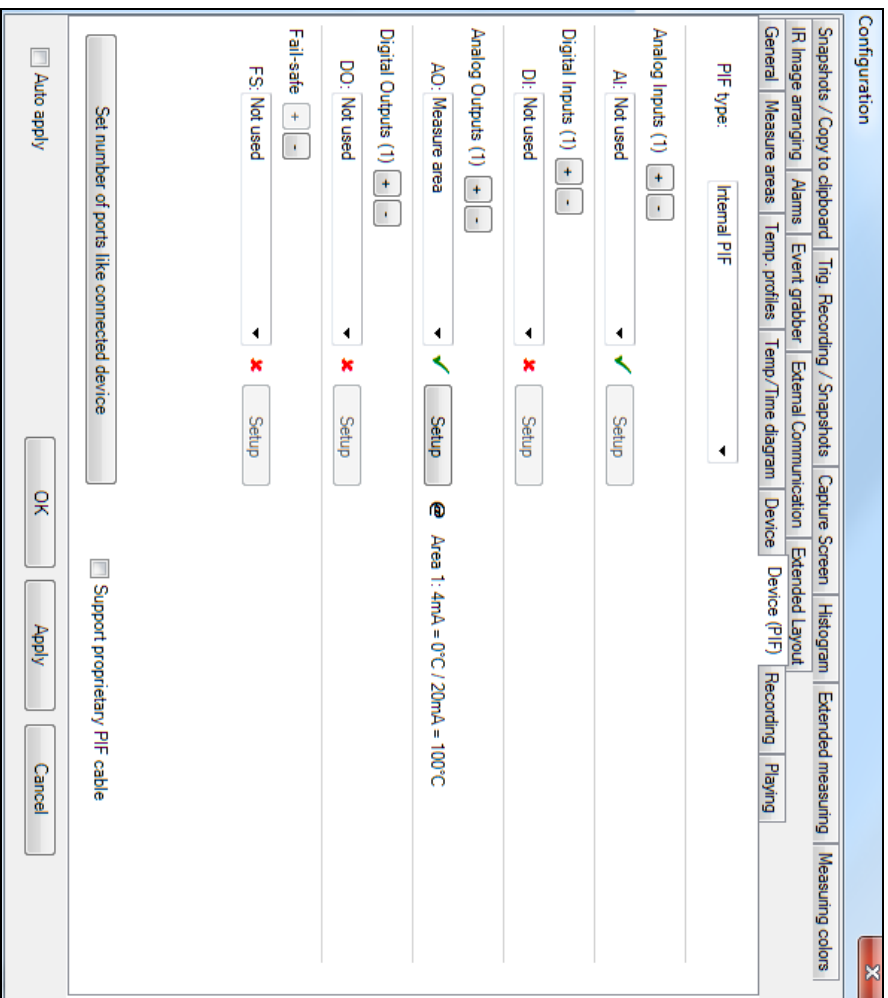 Configuration
Snapshots / Copy to clipboard Trig. Recording / Snapshots Capture Screen Histogram Extended measuring Measuring colors
IR Image arranging Alarms Event grabber External Communication Extended Layout
General Measure areas Temp. profiles Temp/Time diagram Device Device (PIF) Recording Playing
PIF type: Internal PIF
Analog Inputs (1) + -
AI: Not used Setup
Digital Inputs (1) + -
DI: Not used Setup
Analog Outputs (1) + -
AO: Measure area Setup @ Area 1: 4mA = 0°C / 20mA = 100°C
Digital Outputs (1) + -
DO: Not used Setup
Fail-safe + -
FS: Not used Setup
Set number of ports like connected device Support proprietary PIF cable
Auto apply OK Apply Cancel